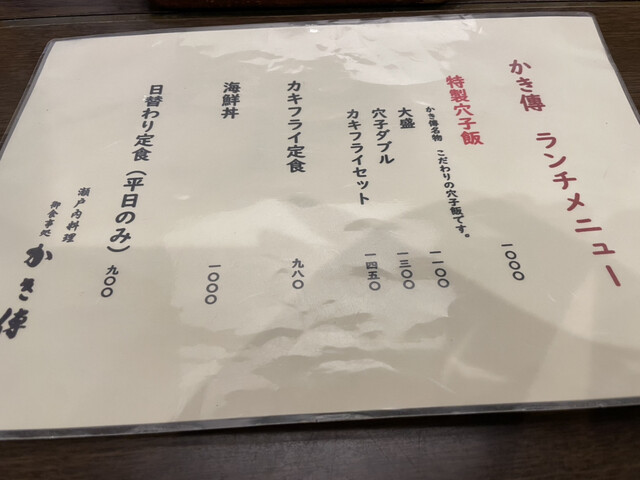 かき傳 ランチメニュー
特製穴子飯 一〇〇〇
かき傳名物 こだわりの穴子飯です。
大盛 一一〇〇
穴子ダブル 一三〇〇
カキフライセット 一四五〇
カキフライ定食 九八〇
海鮮丼 一〇〇〇
日替わり定食(平日のみ) 九〇〇
瀬戸内料理
御食事処
かき傳